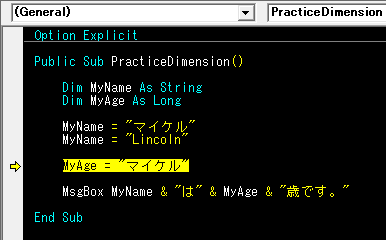 (General) PracticeDimension
Option Explicit
Public Sub PracticeDimension()
Dim MyName As String
Dim MyAge As Long
MyName = "マイケル"
MyName = "Lincoln"
MyAge = "マイケル"
MsgBox MyName & "は" & MyAge & "歳です。"
End Sub